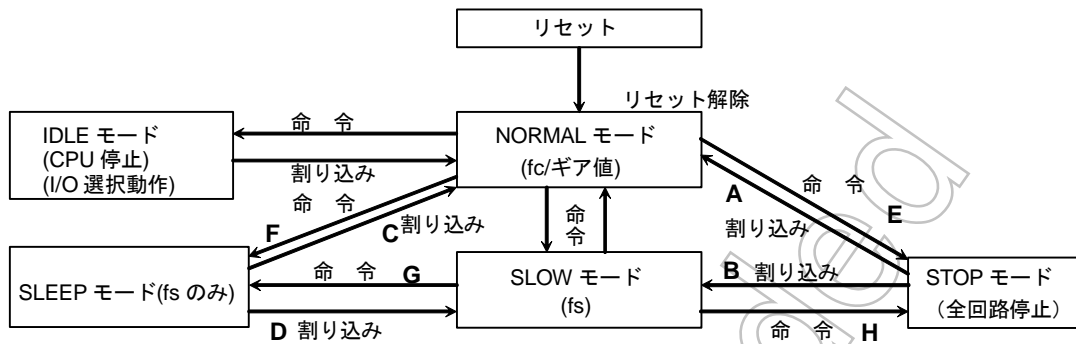 リセット
リセット解除
IDLE モード
(CPU 停止)
(I/O 選択動作)
命 令
割り込み
NORMAL モード
(fc/ギア値)
命 令
F
C
割り込み
命
令
A
割り込み
命 令
E
SLEEP モード(fs のみ)
命 令
G
D
割り込み
SLOW モード
(fs)
B
割り込み
命 令
H
STOP モード
(全回路停止)
ded